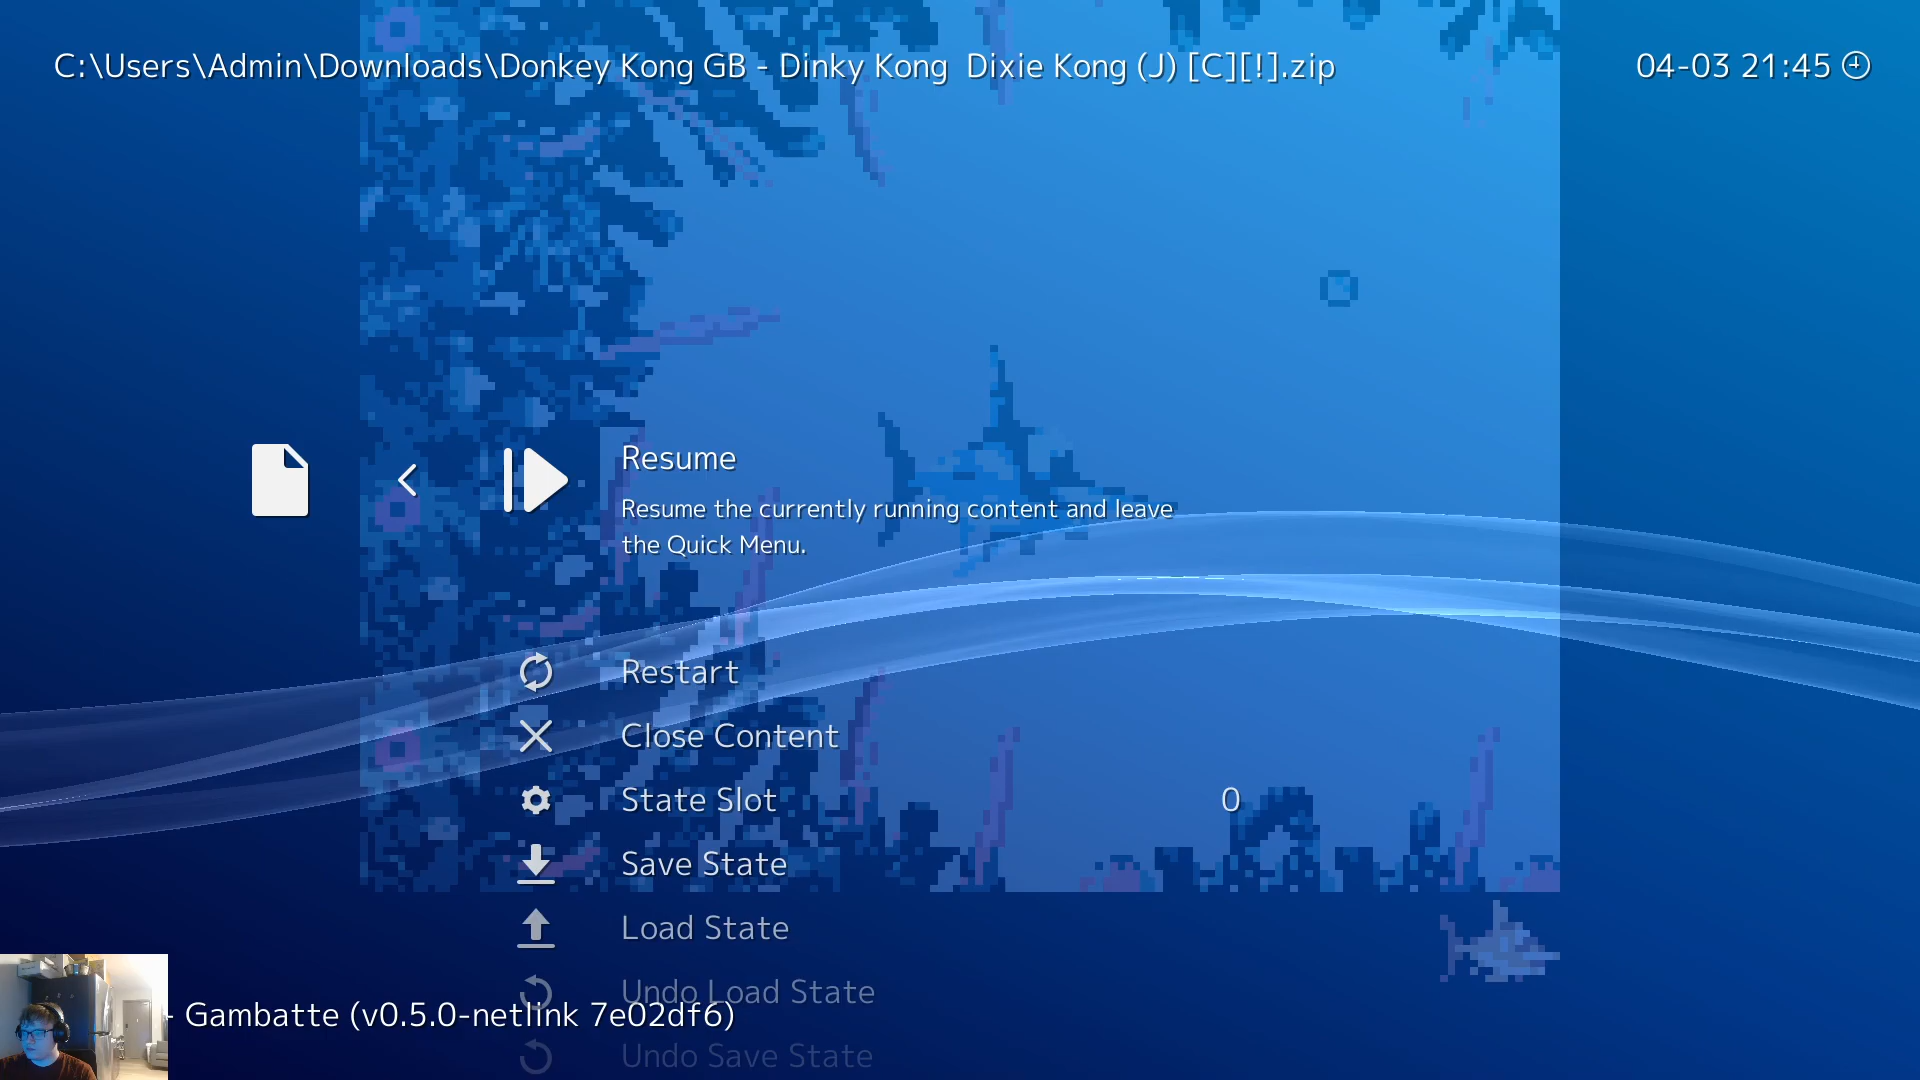 C:\Users\Admin\Downloads\Donkey Kong GB - Dinky Kong  Dixie Kong (J) [C][!].zip
04-03 21:45
Resume
Resume the currently running content and leave
the Quick Menu.
Restart
Close Content
State Slot 0
Save State
Load State
Undo Load State
- Gambatte (v0.5.0-netlink 7e02df6)
Undo Save State